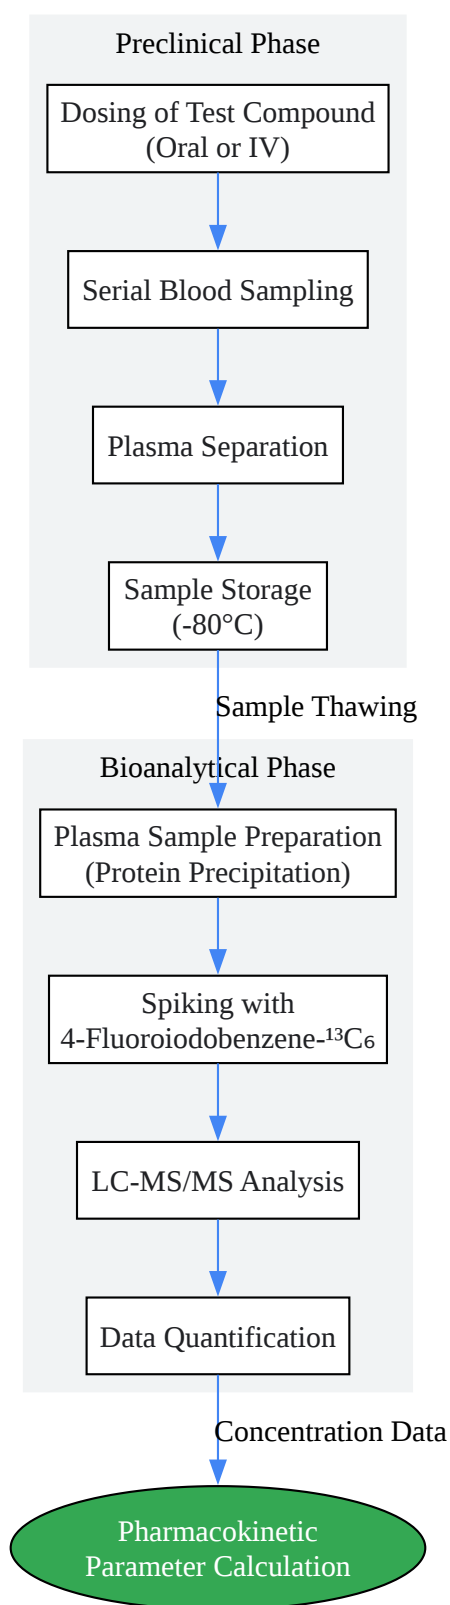 Preclinical Phase
Dosing of Test Compound
(Oral or IV)
Serial Blood Sampling
Plasma Separation
Sample Storage
(-80°C)
Sample Thawing
Bioanalytical Phase
Plasma Sample Preparation
(Protein Precipitation)
Spiking with
4-Fluoroiodobenzene-¹³C₆
LC-MS/MS Analysis
Data Quantification
Concentration Data
Pharmacokinetic
Parameter Calculation